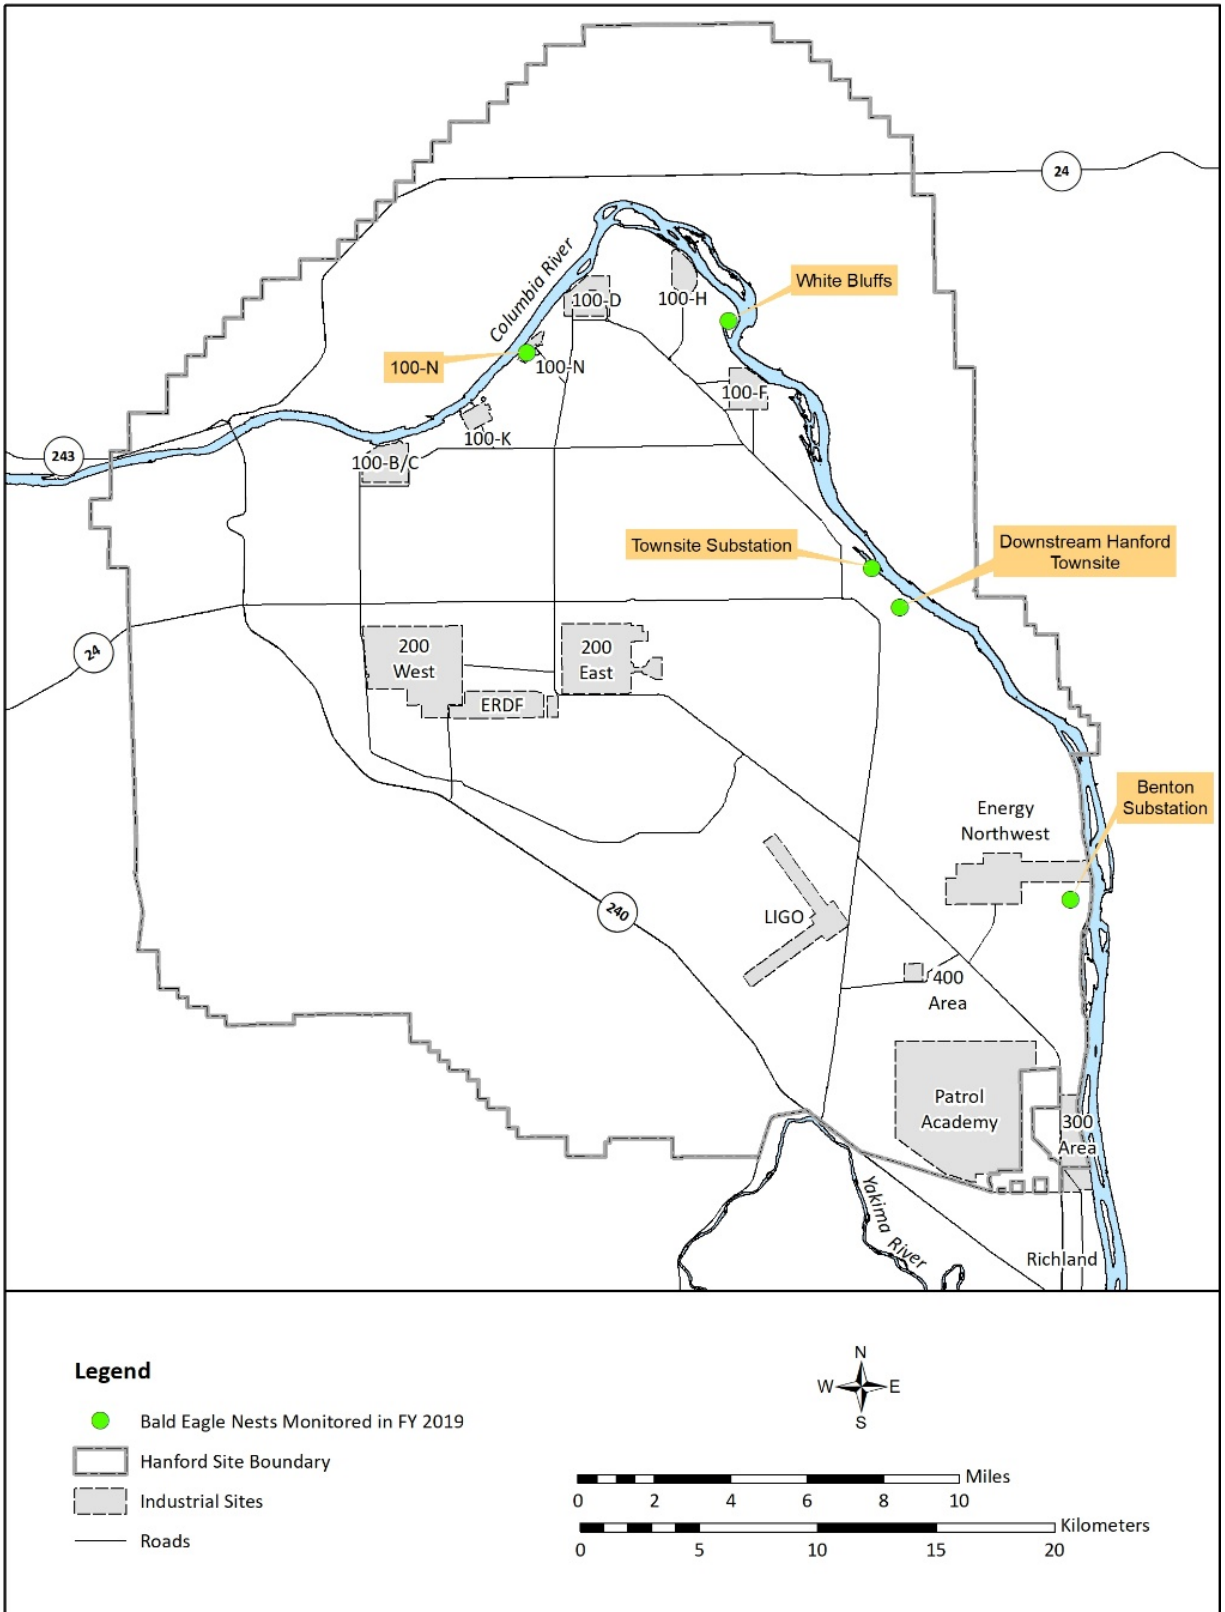 24
Columbia River
White Bluffs
100-D
100-H
100-N
100-N
100-F
100-K
243
100-B/C
Townsite Substation
Downstream Hanford
Townsite
24
200
West
200
East
ERDF
Benton
Substation
Energy
Northwest
240
LIGO
400
Area
Patrol
Academy
300
Area
Yakima River
Richland
Legend
Bald Eagle Nests Monitored in FY 2019
Hanford Site Boundary
Industrial Sites
Roads
N
W E
S
Miles
0 2 4 6 8 10
Kilometers
0 5 10 15 20